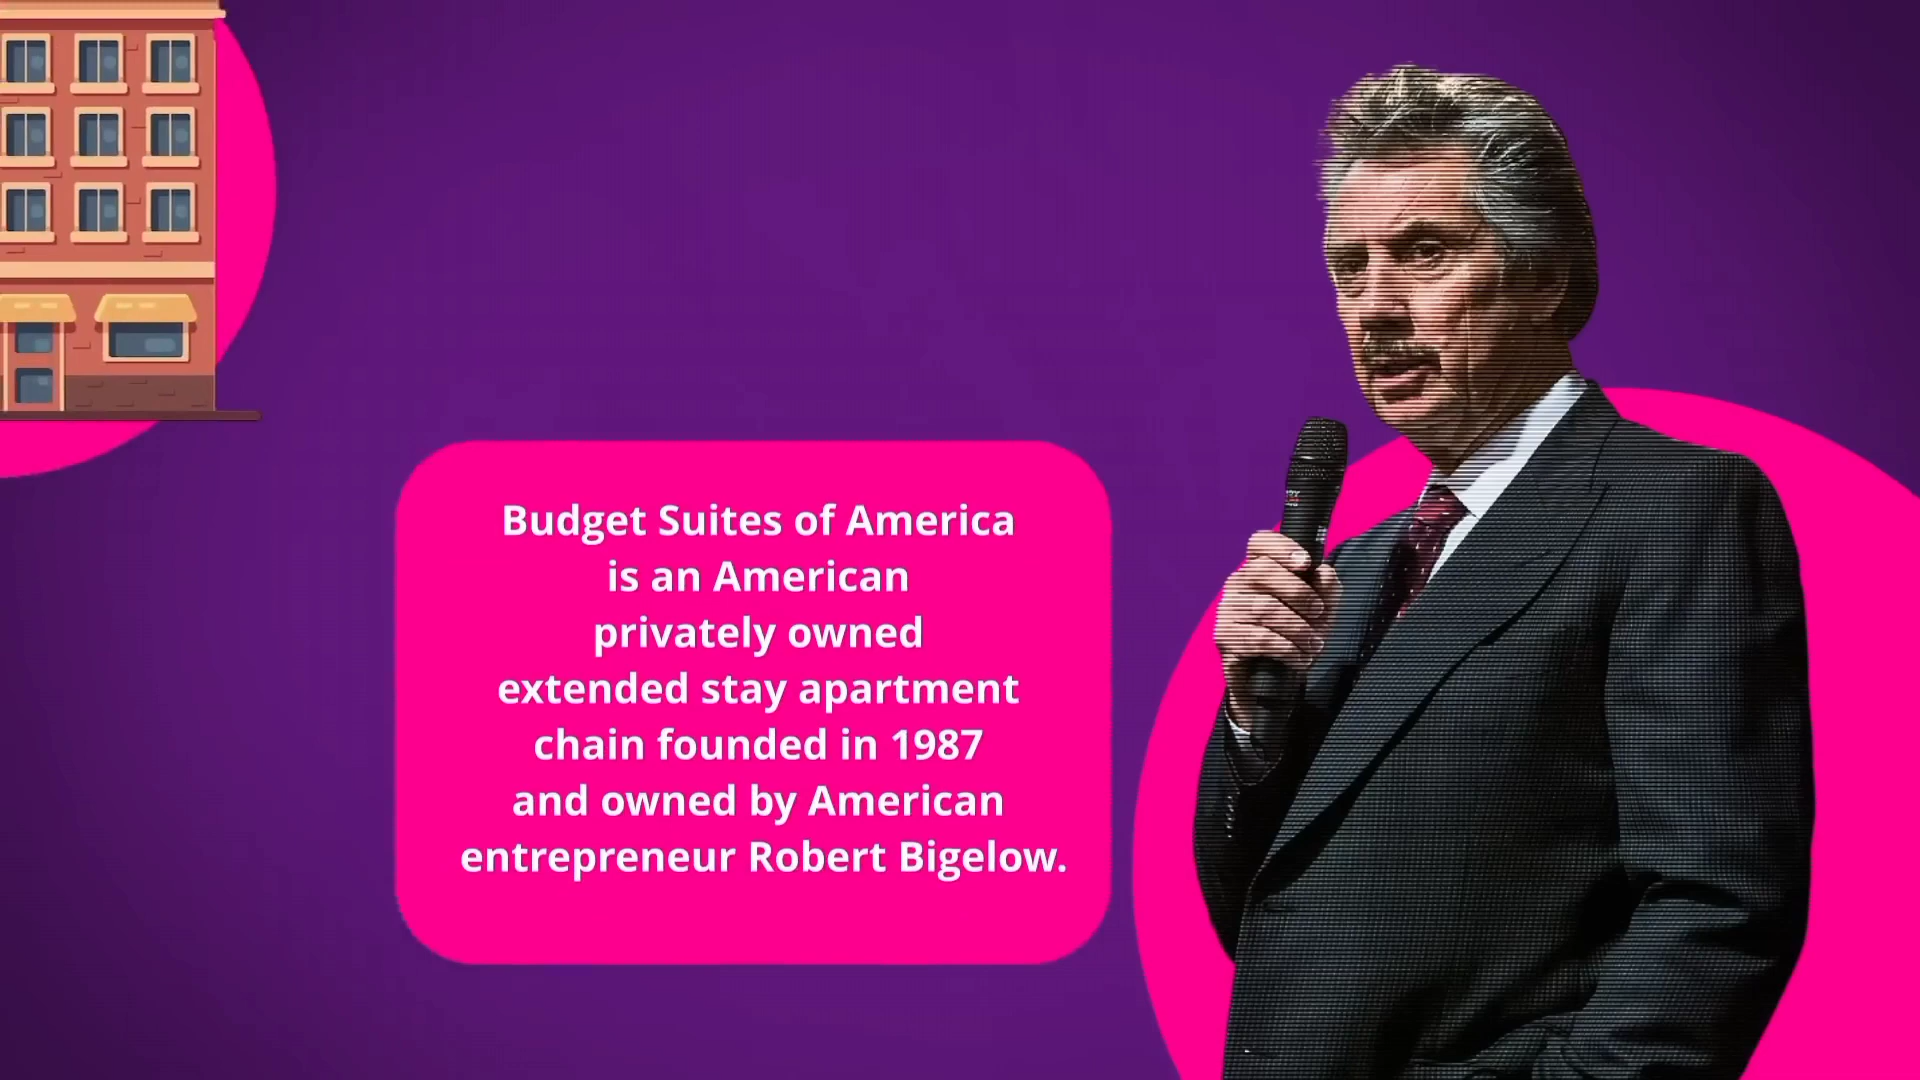 Budget Suites of America
is an American
privately owned
extended stay apartment
chain founded in 1987
and owned by American
entrepreneur Robert Bigelow.